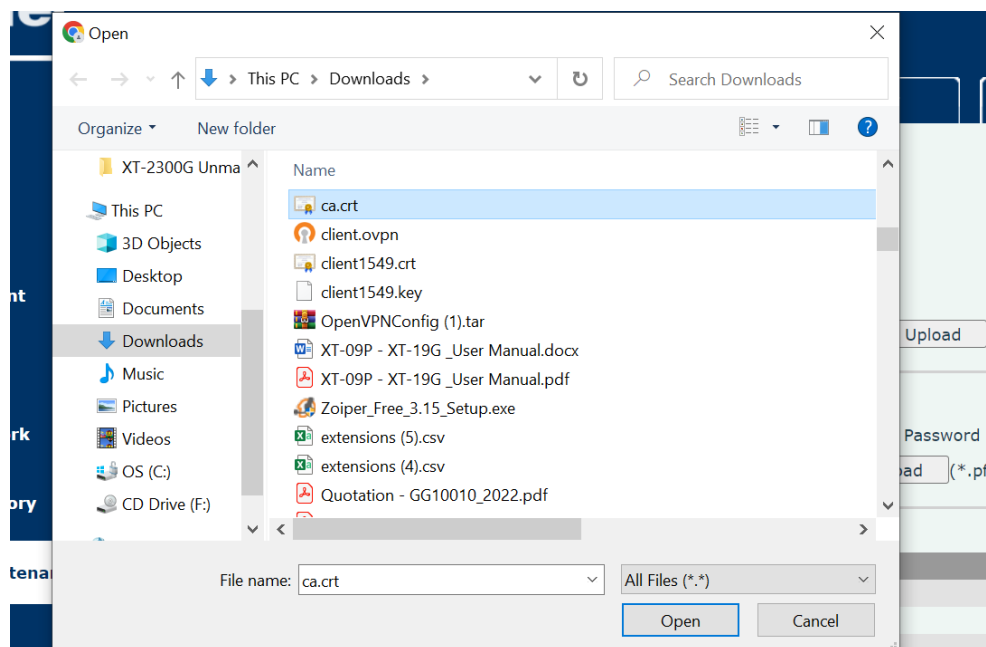 Open
This PC > Downloads >
Search Downloads
Organize
New folder
XT-2300G Unma
This PC
3D Objects
Desktop
Documents
Downloads
Music
Pictures
Videos
OS (C:)
CD Drive (F:)
Name
ca.crt
client.ovpn
client1549.crt
client1549.key
OpenVPNConfig (1).tar
XT-09P - XT-19G _User Manual.docx
XT-09P - XT-19G _User Manual.pdf
Zoiper_Free_3.15_Setup.exe
extensions (5).csv
extensions (4).csv
Quotation - GG10010_2022.pdf
File name: ca.crt
All Files (*.*)
Open
Cancel
nt
rk
ory
tena
Upload
Password
oad (*.pf